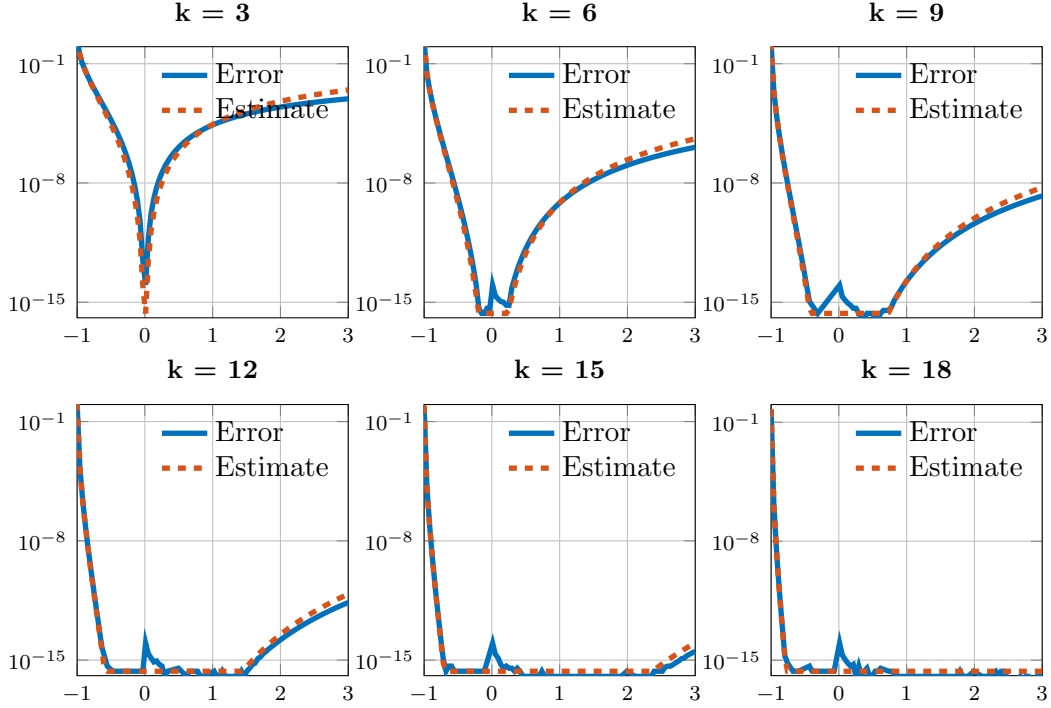 k = 3
10^−1
10^−8
10^−15
−1 0 1 2 3
Error
Estimate
k = 6
10^−1
10^−8
10^−15
−1 0 1 2 3
Error
Estimate
k = 9
10^−1
10^−8
10^−15
−1 0 1 2 3
Error
Estimate
k = 12
10^−1
10^−8
10^−15
−1 0 1 2 3
Error
Estimate
k = 15
10^−1
10^−8
10^−15
−1 0 1 2 3
Error
Estimate
k = 18
10^−1
10^−8
10^−15
−1 0 1 2 3
Error
Estimate